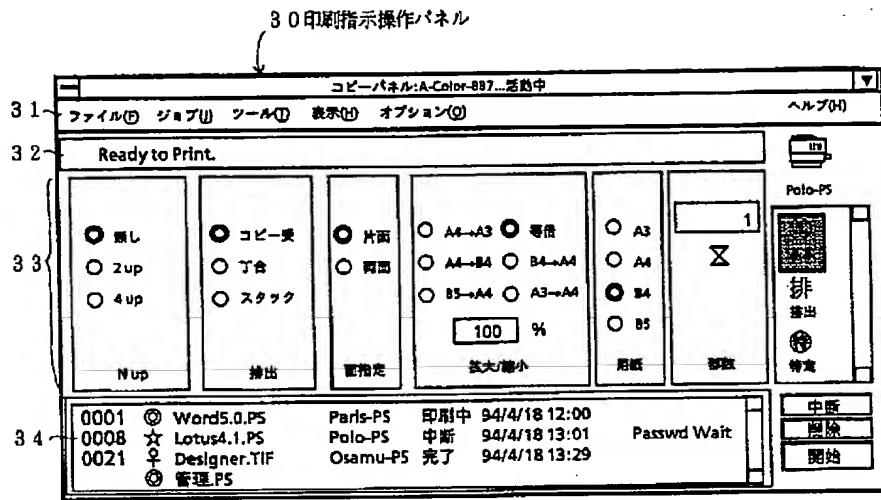 30印刷指示操作パネル
コピーパネル:A-Color-887...活動中
31
ファイル(F) ジョブ(J) ツール(T) 表示(H) オプション(O) ヘルプ(H)
32
Ready to Print.
Polo-PS
33
無し
2up
4up
Nup
コピー受
丁合
スタック
排出
片面
両面
面指定
A4→A3 等倍
A4→B4 B4→A4
B5→A4 A3→A4
100 %
拡大/縮小
A3
A4
B4
B5
用紙
1
部数
排
排出
特
特定
34
0001 Word5.0.PS Paris-PS 印刷中 94/4/18 12:00
0008 ☆ Lotus4.1.PS Polo-PS 中断 94/4/18 13:01 Passwd Wait
0021 Designer.TIF Osamu-PS 完了 94/4/18 13:29
管理.PS
中断
削除
開始